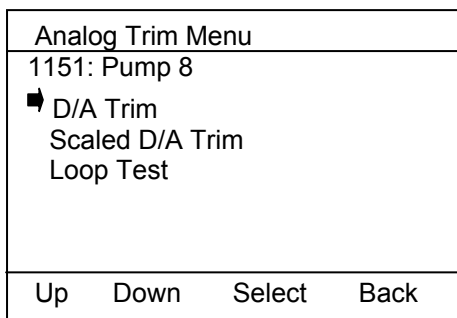 Analog Trim Menu
1151: Pump 8
D/A Trim
Scaled D/A Trim
Loop Test
Up Down Select Back